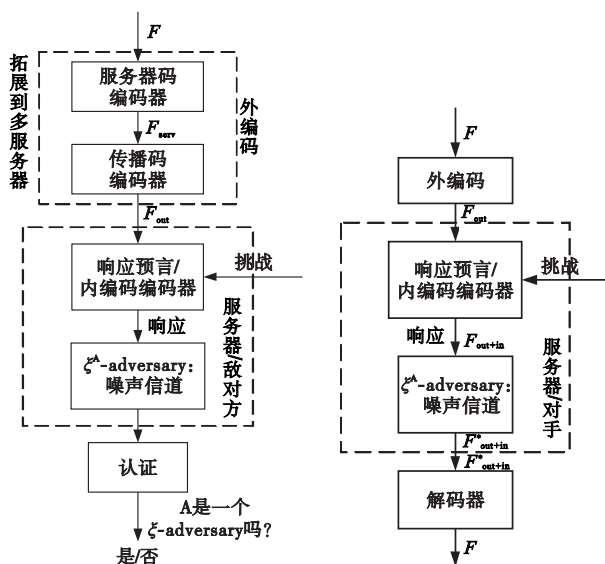 F
服务器码
编码器
F_serv
传播码
编码器
拓展到多服务器
外编码
F_out
响应预言/
内编码编码器
挑战
响应
ξ^A-adversary:
噪声信道
服务器/敌对方
认证
A是一个
ξ-adversary吗?
是/否
F
外编码
F_out
响应预言/
内编码编码器
挑战
响应
F_out+in
ξ^A-adversary:
噪声信道
服务器/对手
F*_out+in
F*_out+in
解码器
F